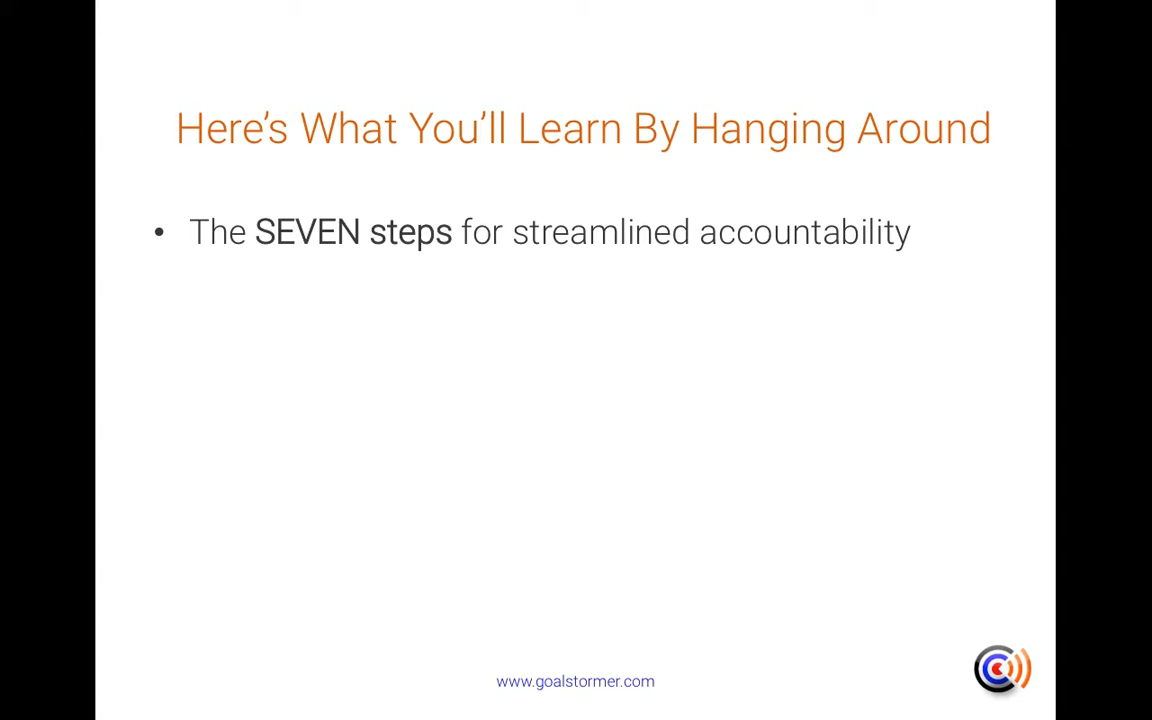 Here's What You'll Learn By Hanging Around
• The SEVEN steps for streamlined accountability
www.goalstormer.com